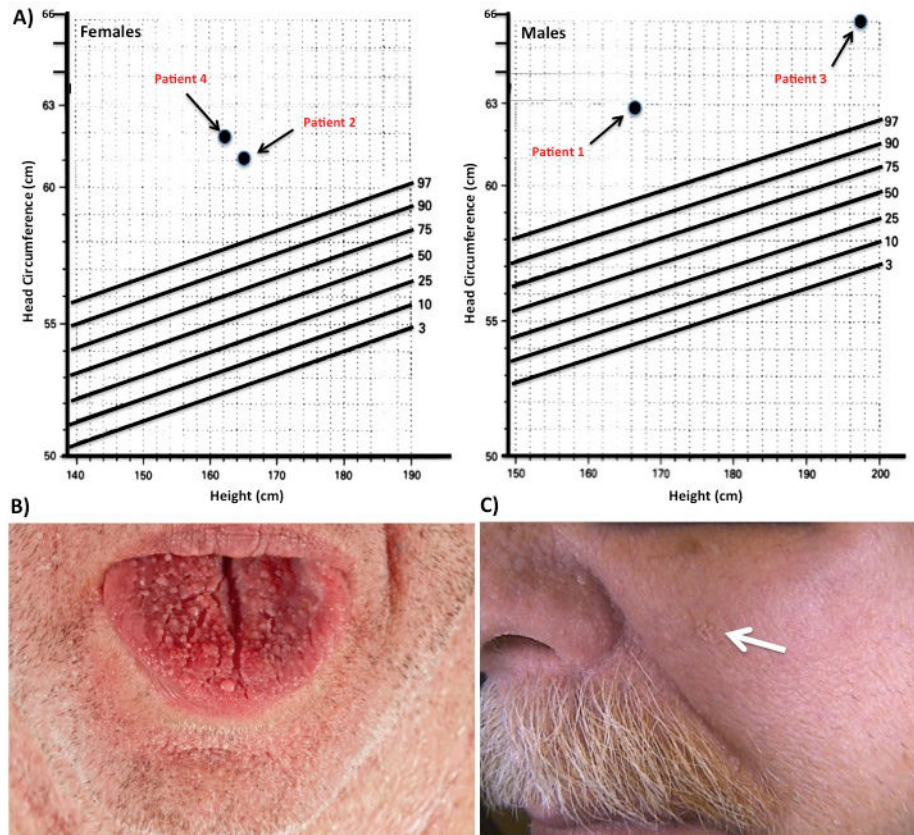 A)
Females
Head Circumference (cm)
66
63
60
55
50
Patient 4
Patient 2
97
90
75
50
25
10
3
140
150
160
170
180
190
Height (cm)
Males
Head Circumference (cm)
66
63
60
55
50
Patient 3
Patient 1
97
90
75
50
25
10
3
150
160
170
180
190
200
Height (cm)
B)
C)